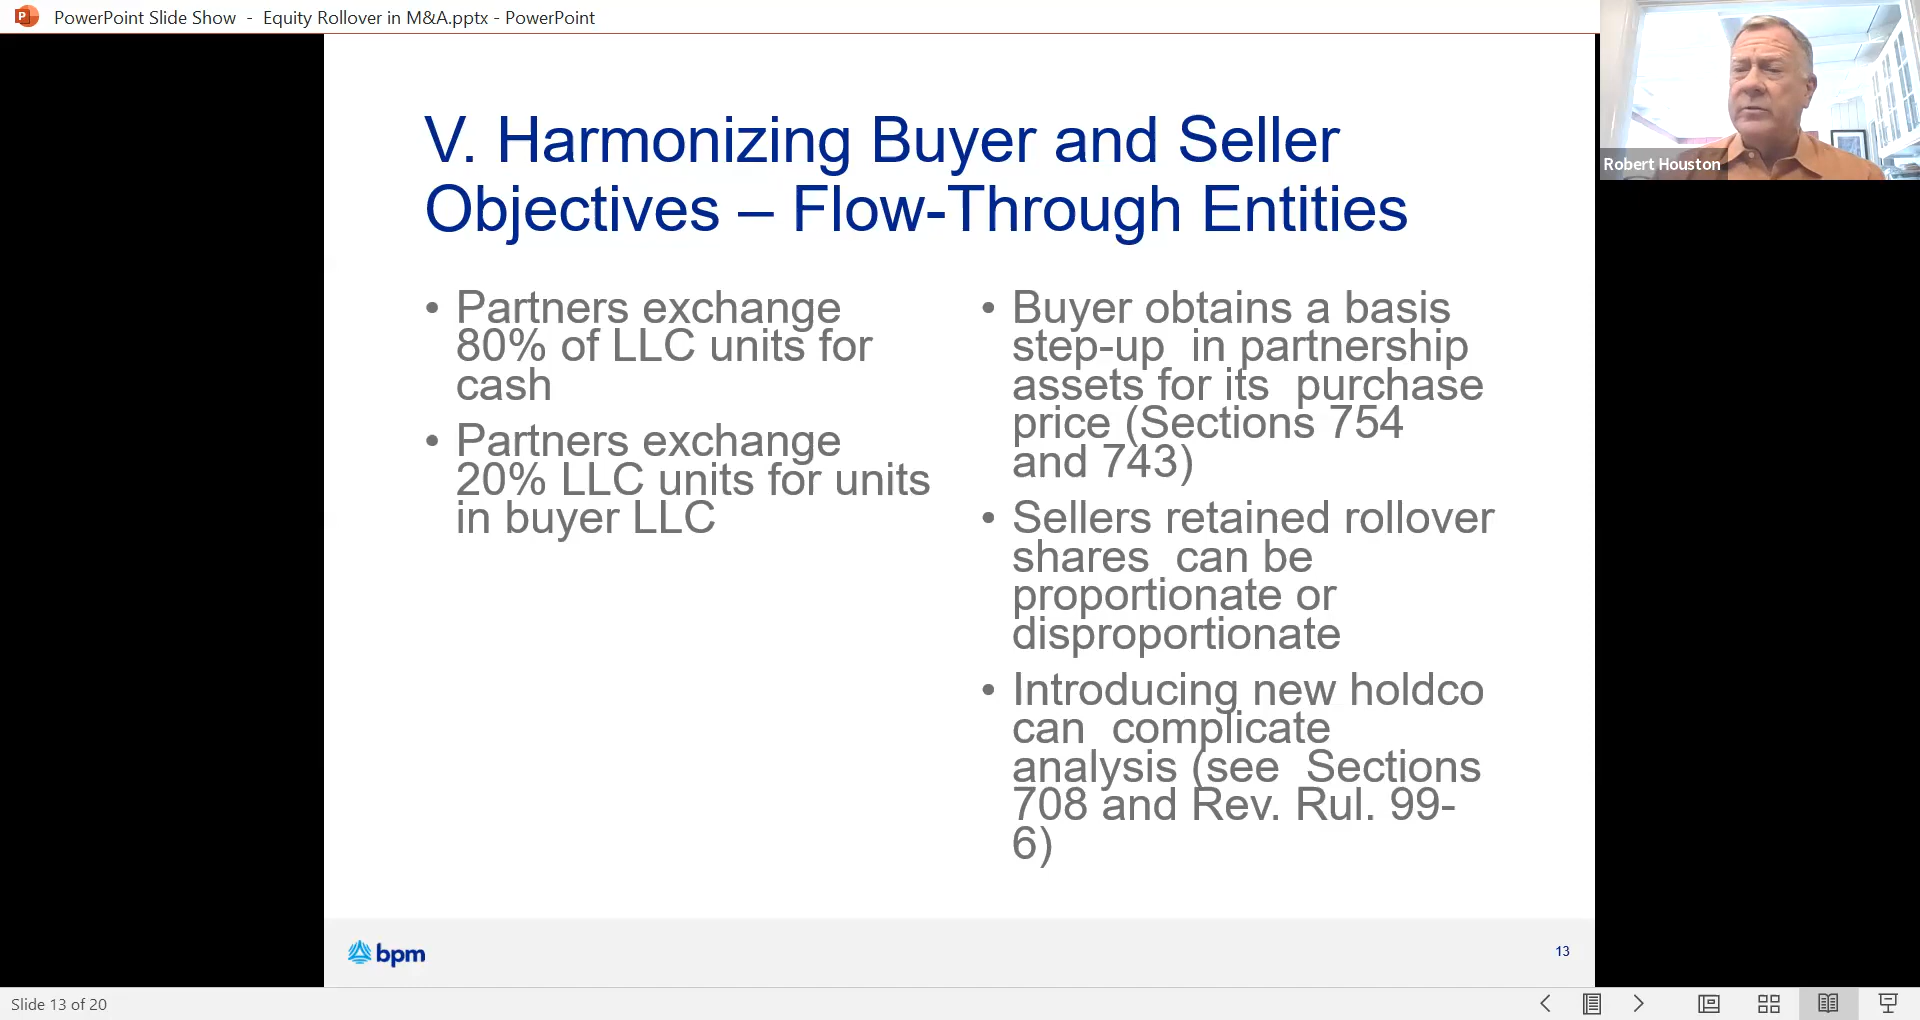 PowerPoint Slide Show - Equity Rollover in M&A.pptx - PowerPoint
Robert Houston
V. Harmonizing Buyer and Seller
Objectives – Flow-Through Entities
• Partners exchange
80% of LLC units for
cash
• Partners exchange
20% LLC units for units
in buyer LLC
• Buyer obtains a basis
step-up in partnership
assets for its purchase
price (Sections 754
and 743)
• Sellers retained rollover
shares can be
proportionate or
disproportionate
• Introducing new holdco
can complicate
analysis (see Sections
708 and Rev. Rul. 99-
6)
bpm
13
Slide 13 of 20